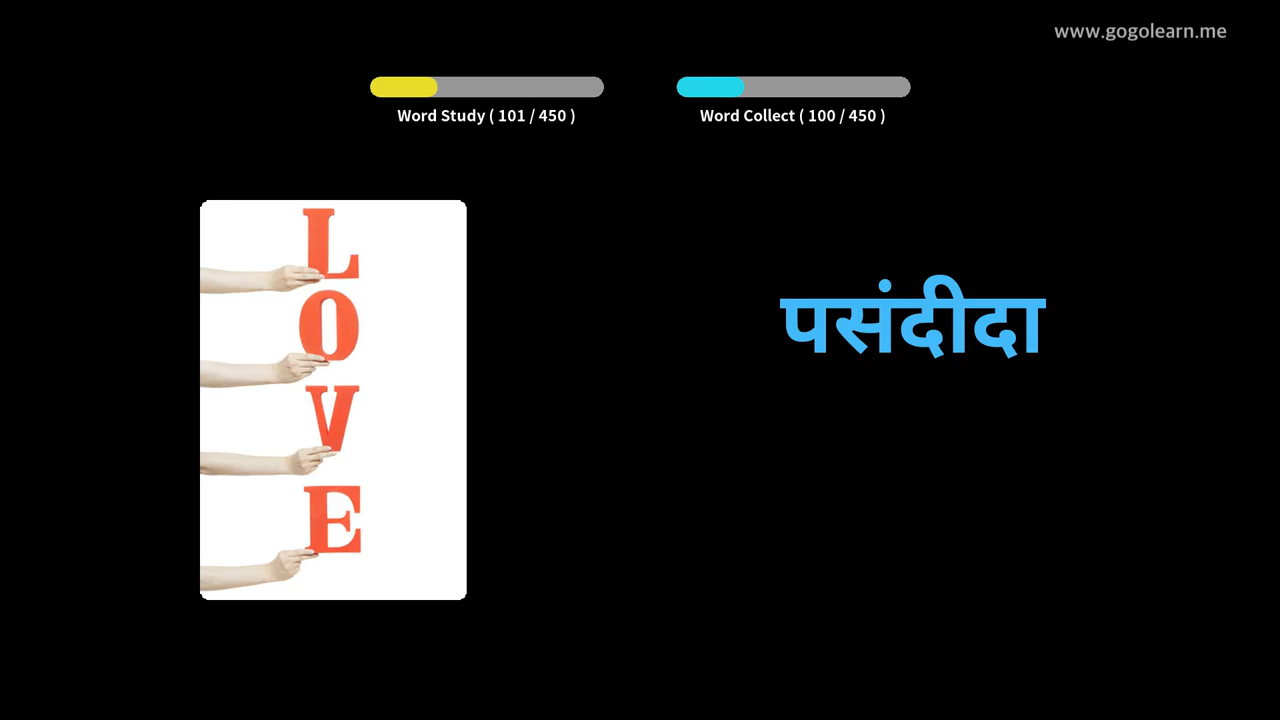 www.gogolearn.me
Word Study ( 101 / 450 )
Word Collect ( 100 / 450 )
L
O
V
E
पसंदीदा